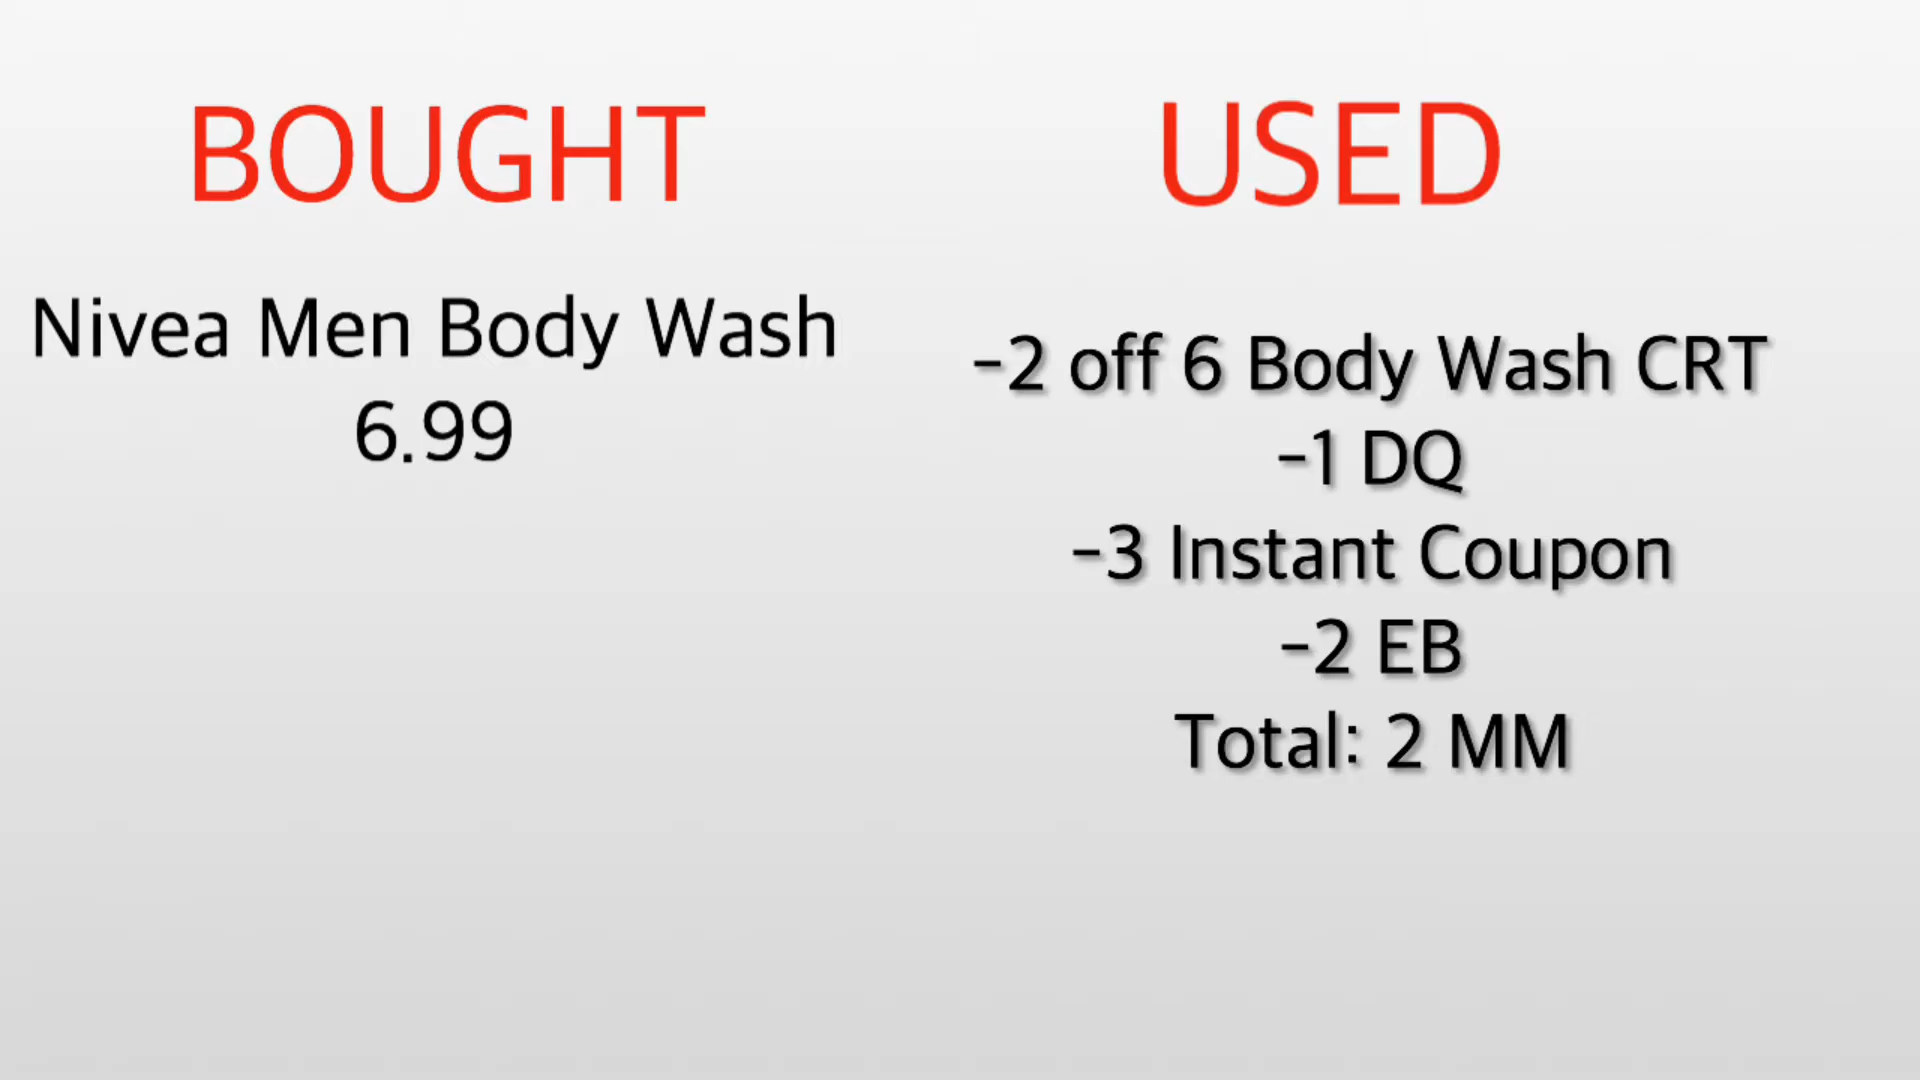 BOUGHT
Nivea Men Body Wash
6.99
USED
-2 off 6 Body Wash CRT
-1 DQ
-3 Instant Coupon
-2 EB
Total: 2 MM